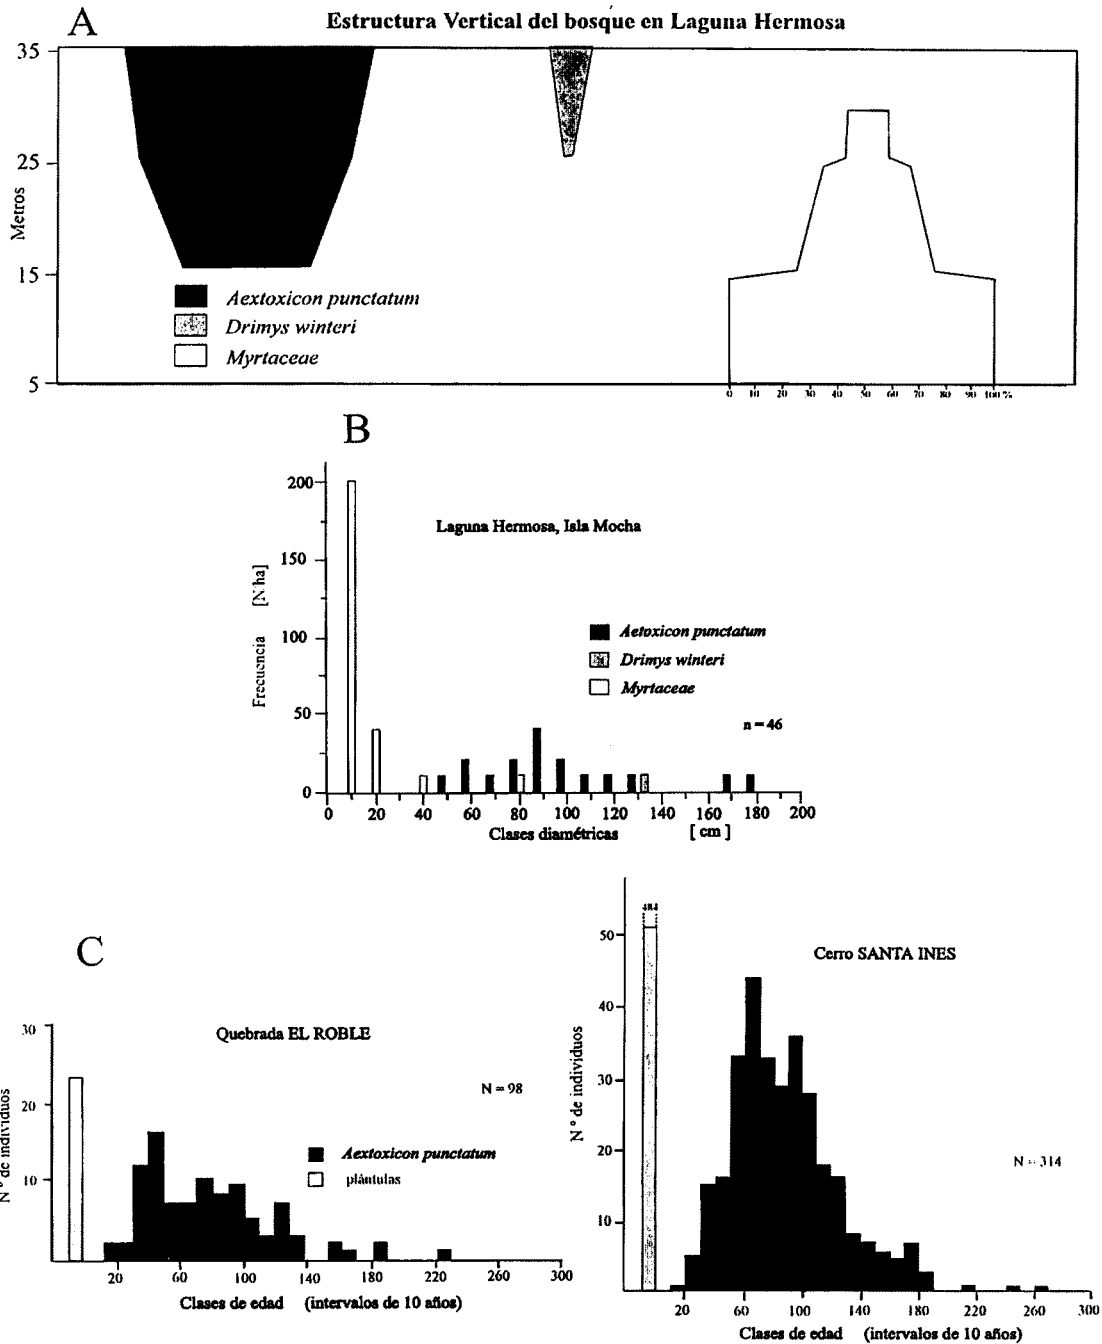 A
Estructura Vertical del bosque en Laguna Hermosa
35
25
15
5
Metros
Aextoxicon punctatum
Drimys winteri
Myrtaceae
0 10 20 30 40 50 60 70 80 90 100 %
B
Laguna Hermosa, Isla Mocha
200
150
100
50
0
Frecuencia [N/ha]
Aetoxicon punctatum
Drimys winteri
Myrtaceae
n = 46
0 20 40 60 80 100 120 140 160 180 200
Clases diamétricas [ cm ]
C
Quebrada EL ROBLE
30
20
10
Nº de individuos
N = 98
Aextoxicon punctatum
plántulas
20 60 100 140 180 220 260 300
Clases de edad (intervalos de 10 años)
Cerro SANTA INES
50
40
30
20
10
N º de individuos
N = 314
20 60 100 140 180 220 260 300
Clases de edad (intervalos de 10 años)